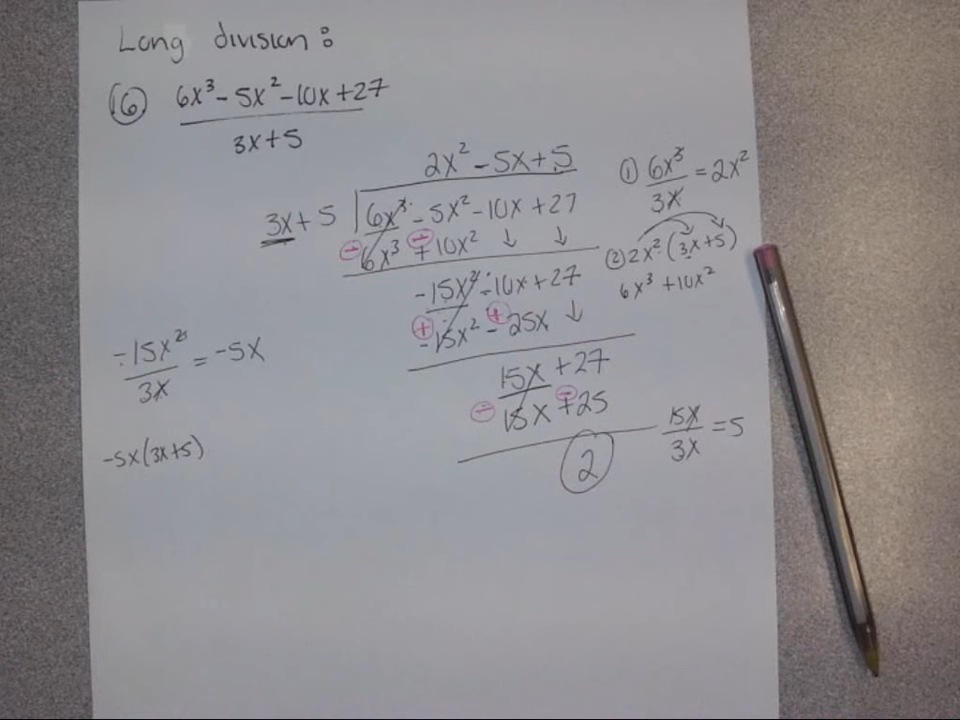 Long division:
(6) 6x³-5x²-10x+27
3x+5
2x²-5x+5
3x+5 6x³-5x²-10x+27
⊖ 6x³ ⊖ +10x² ↓ ↓
-15x²-10x+27
⊕ -15x² ⊕ -25x ↓
15x+27
⊖ 15x ⊖ +25
2
① 6x³/3x = 2x²
② 2x²(3x+5)
6x³+10x²
-15x²/3x = -5x
-5x(3x+5)
15x/3x = 5